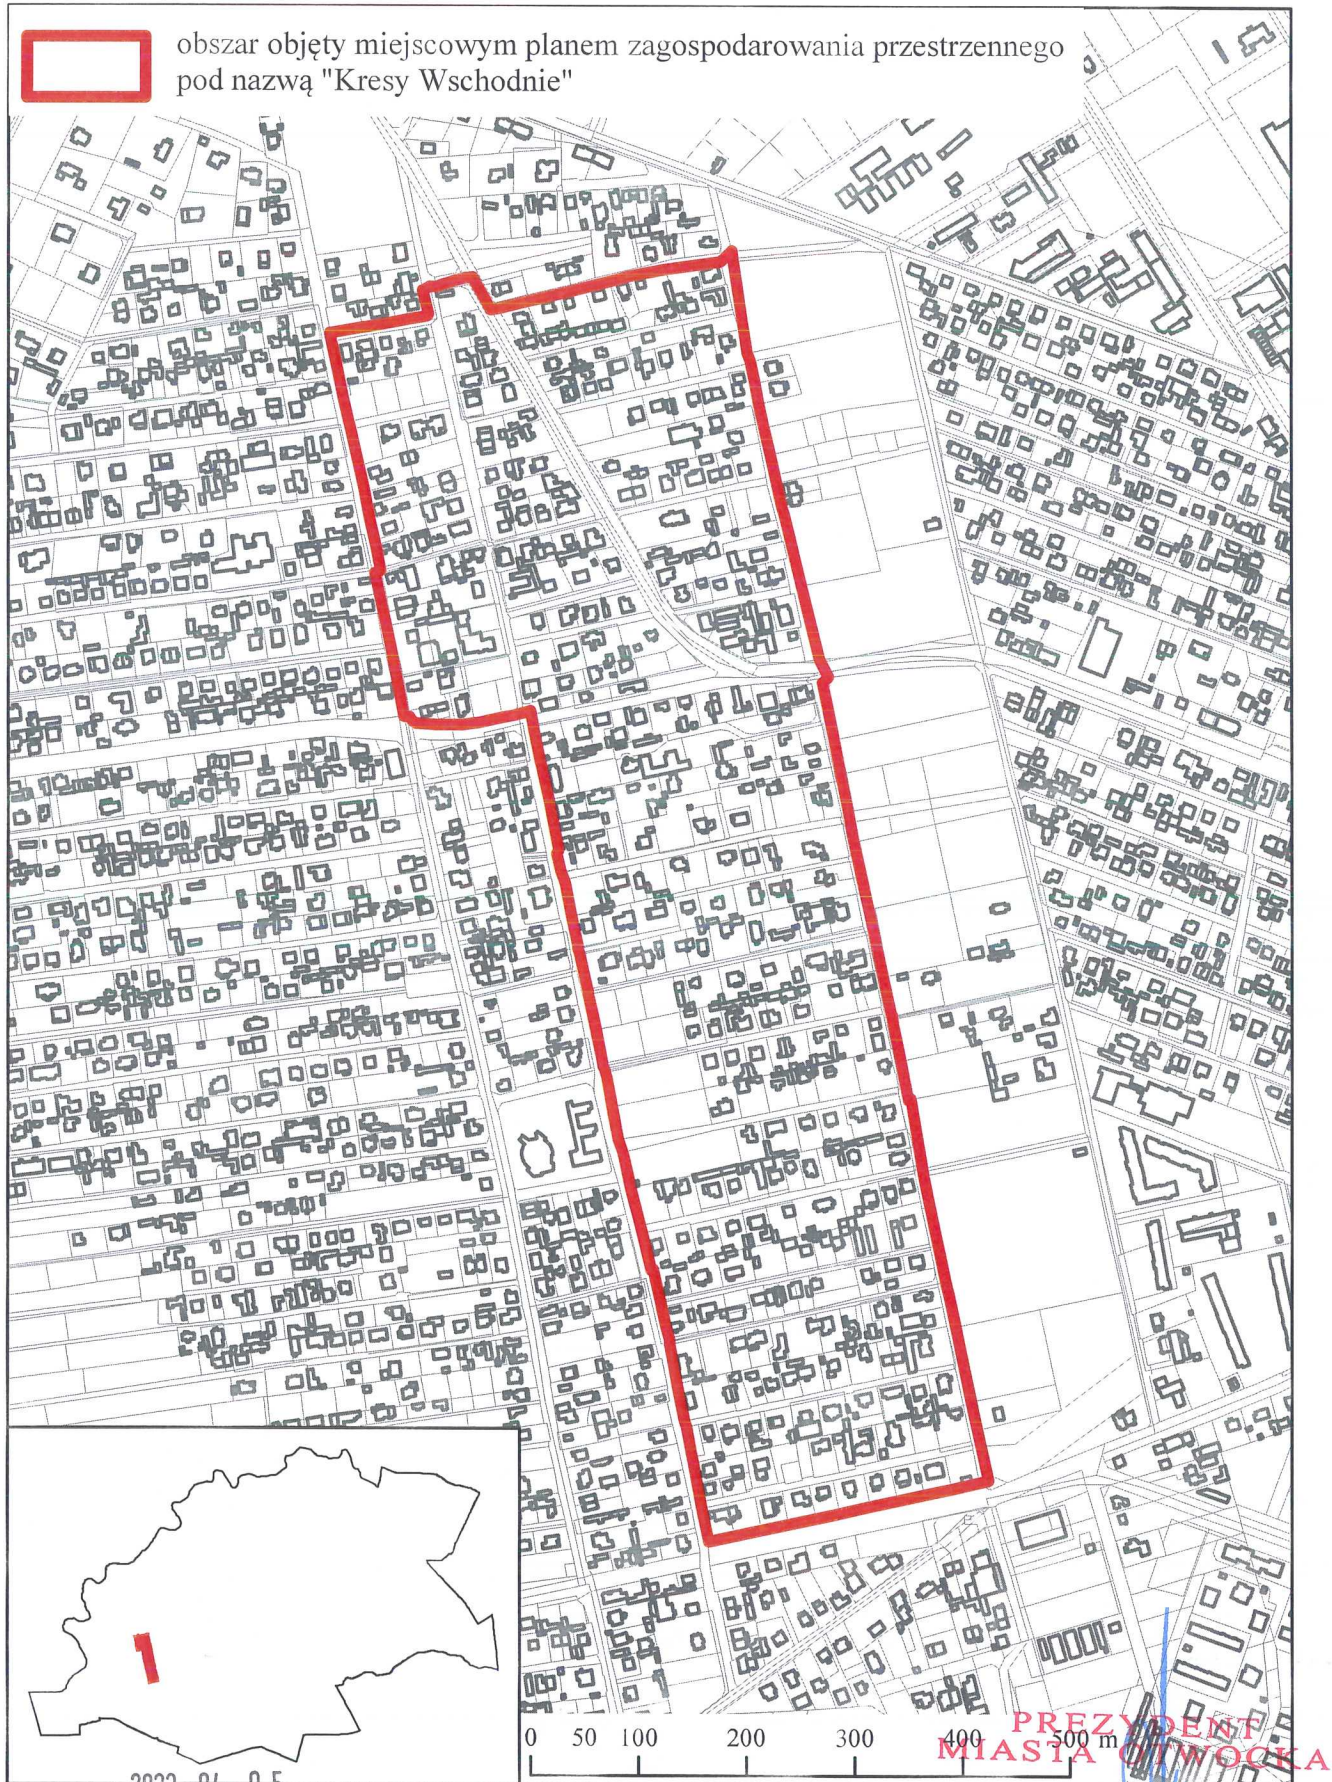 obszar objęty miejscowym planem zagospodarowania przestrzennego
pod nazwą "Kresy Wschodnie"
0 50 100 200 300 400 500 m
PREZYDENT
MIASTA OTWOCKA